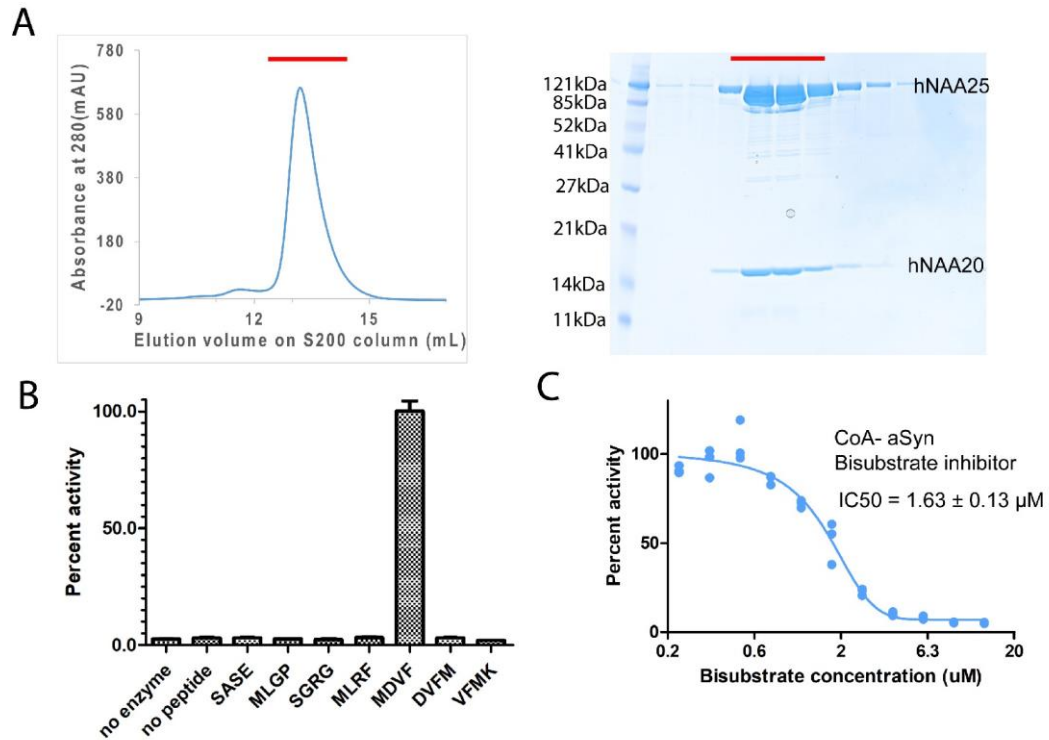 A
780
580
380
180
-20
9
12
15
Absorbance at 280(mAU)
Elution volume on S200 column (mL)
121kDa
85kDa
52kDa
41kDa
27kDa
21kDa
14kDa
11kDa
hNAA25
hNAA20
B
Percent activity
100.0
50.0
0.0
no enzyme
no peptide
SASE
MLGP
SGRG
MLRF
MDVF
DVFM
VFMK
C
Percent activity
100
50
0
0.2
0.6
2
6.3
20
Bisubstrate concentration (uM)
CoA- aSyn
Bisubstrate inhibitor
IC50 = 1.63 ± 0.13 µM